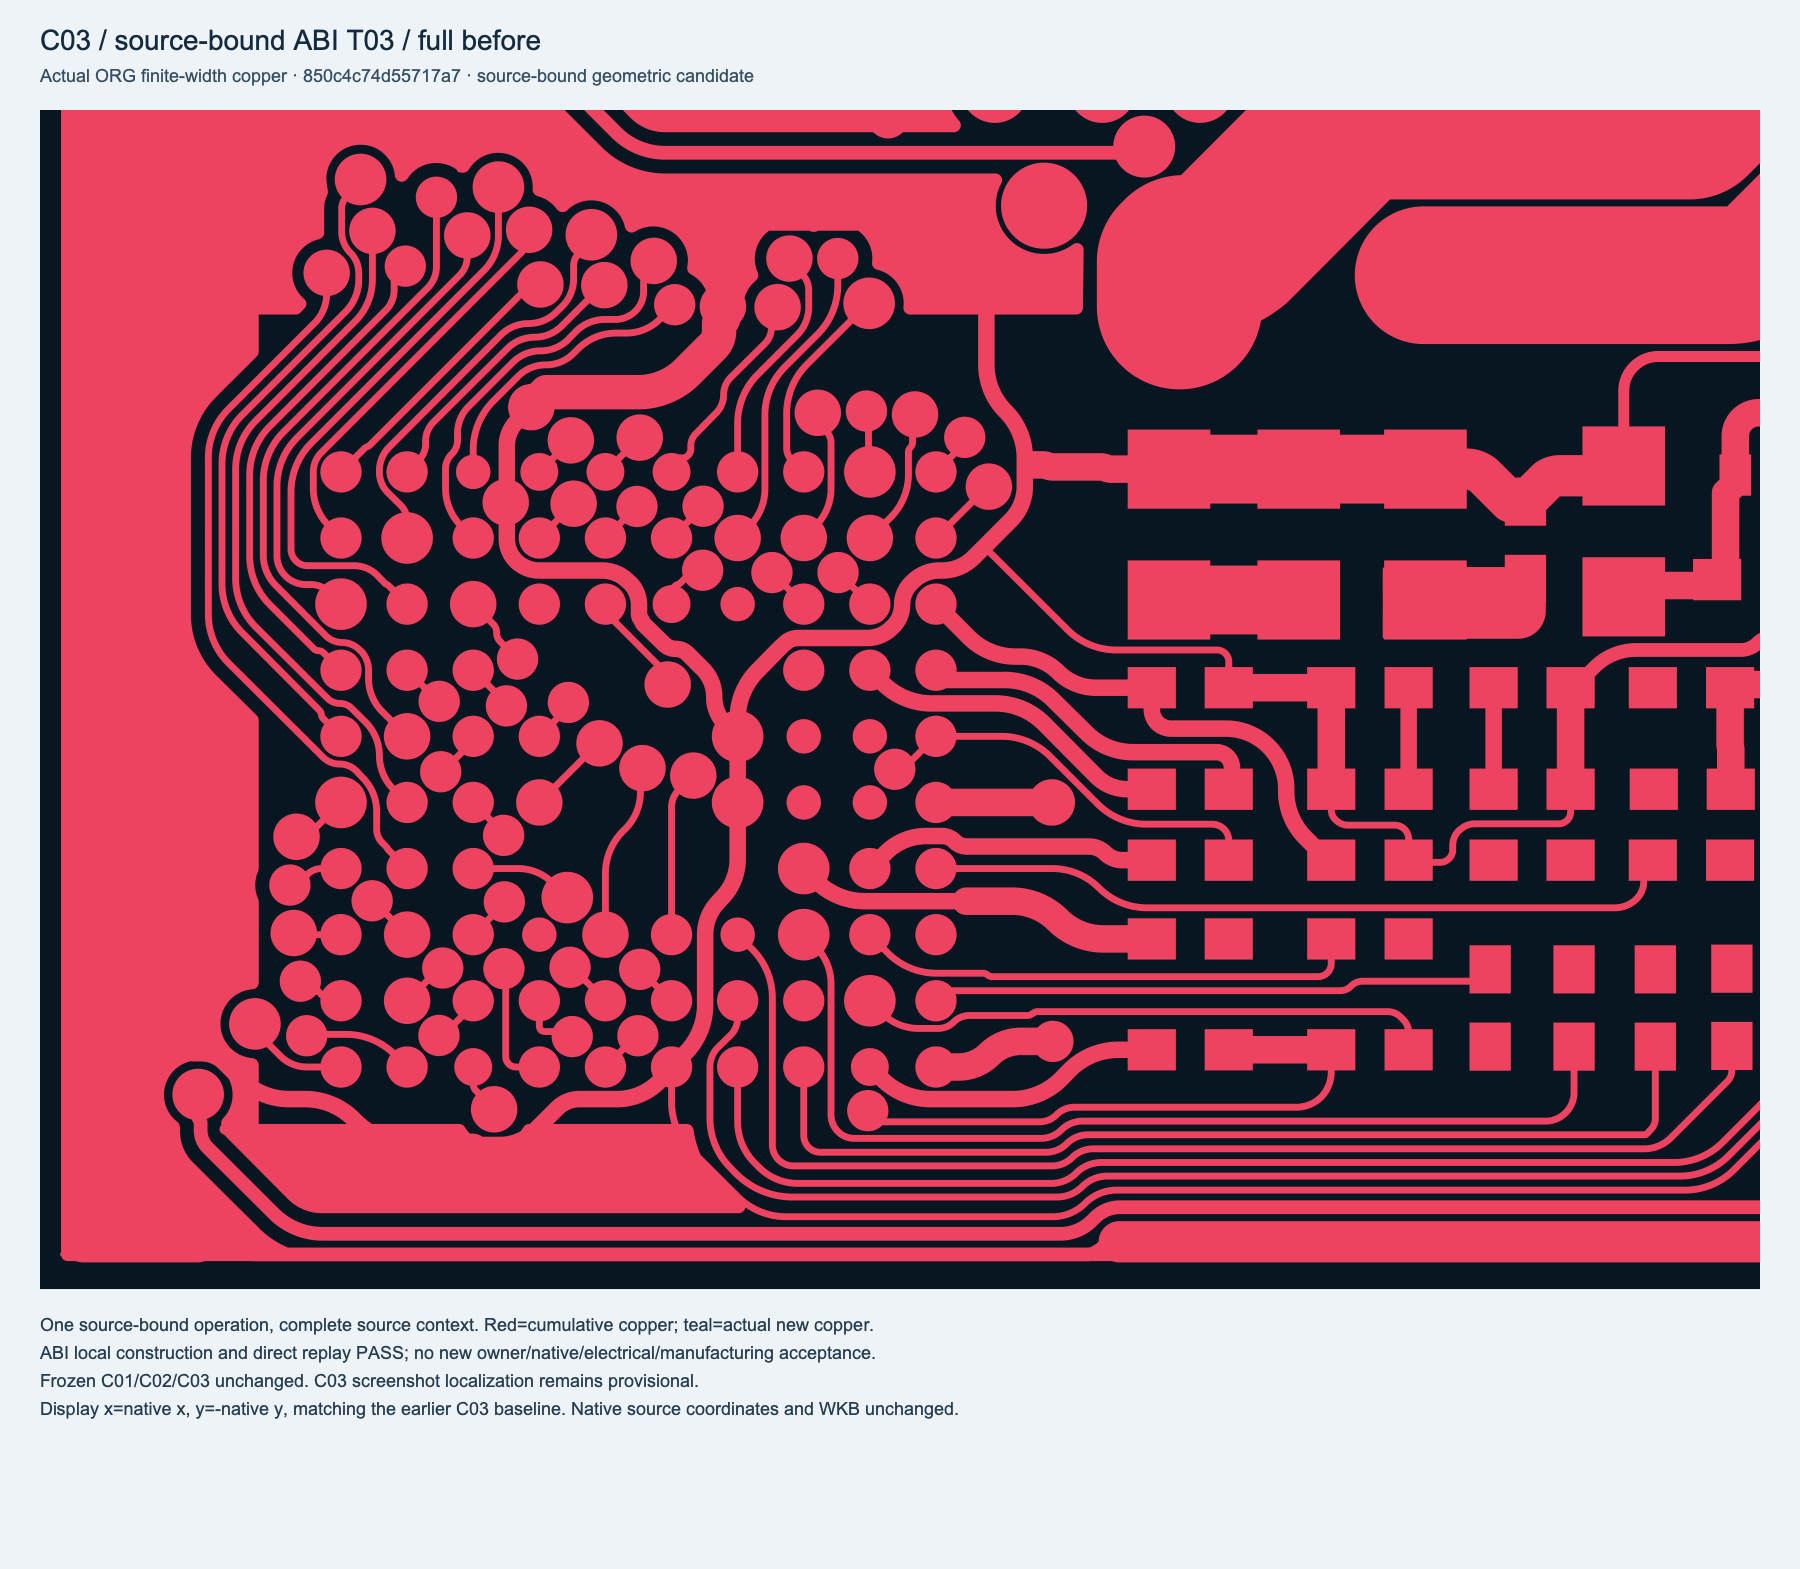 C03 / source-bound ABI T03 / full before
Actual ORG finite-width copper · 850c4c74d55717a7 · source-bound geometric candidate
One source-bound operation, complete source context. Red=cumulative copper; teal=actual new copper.
ABI local construction and direct replay PASS; no new owner/native/electrical/manufacturing acceptance.
Frozen C01/C02/C03 unchanged. C03 screenshot localization remains provisional.
Display x=native x, y=-native y, matching the earlier C03 baseline. Native source coordinates and WKB unchanged.